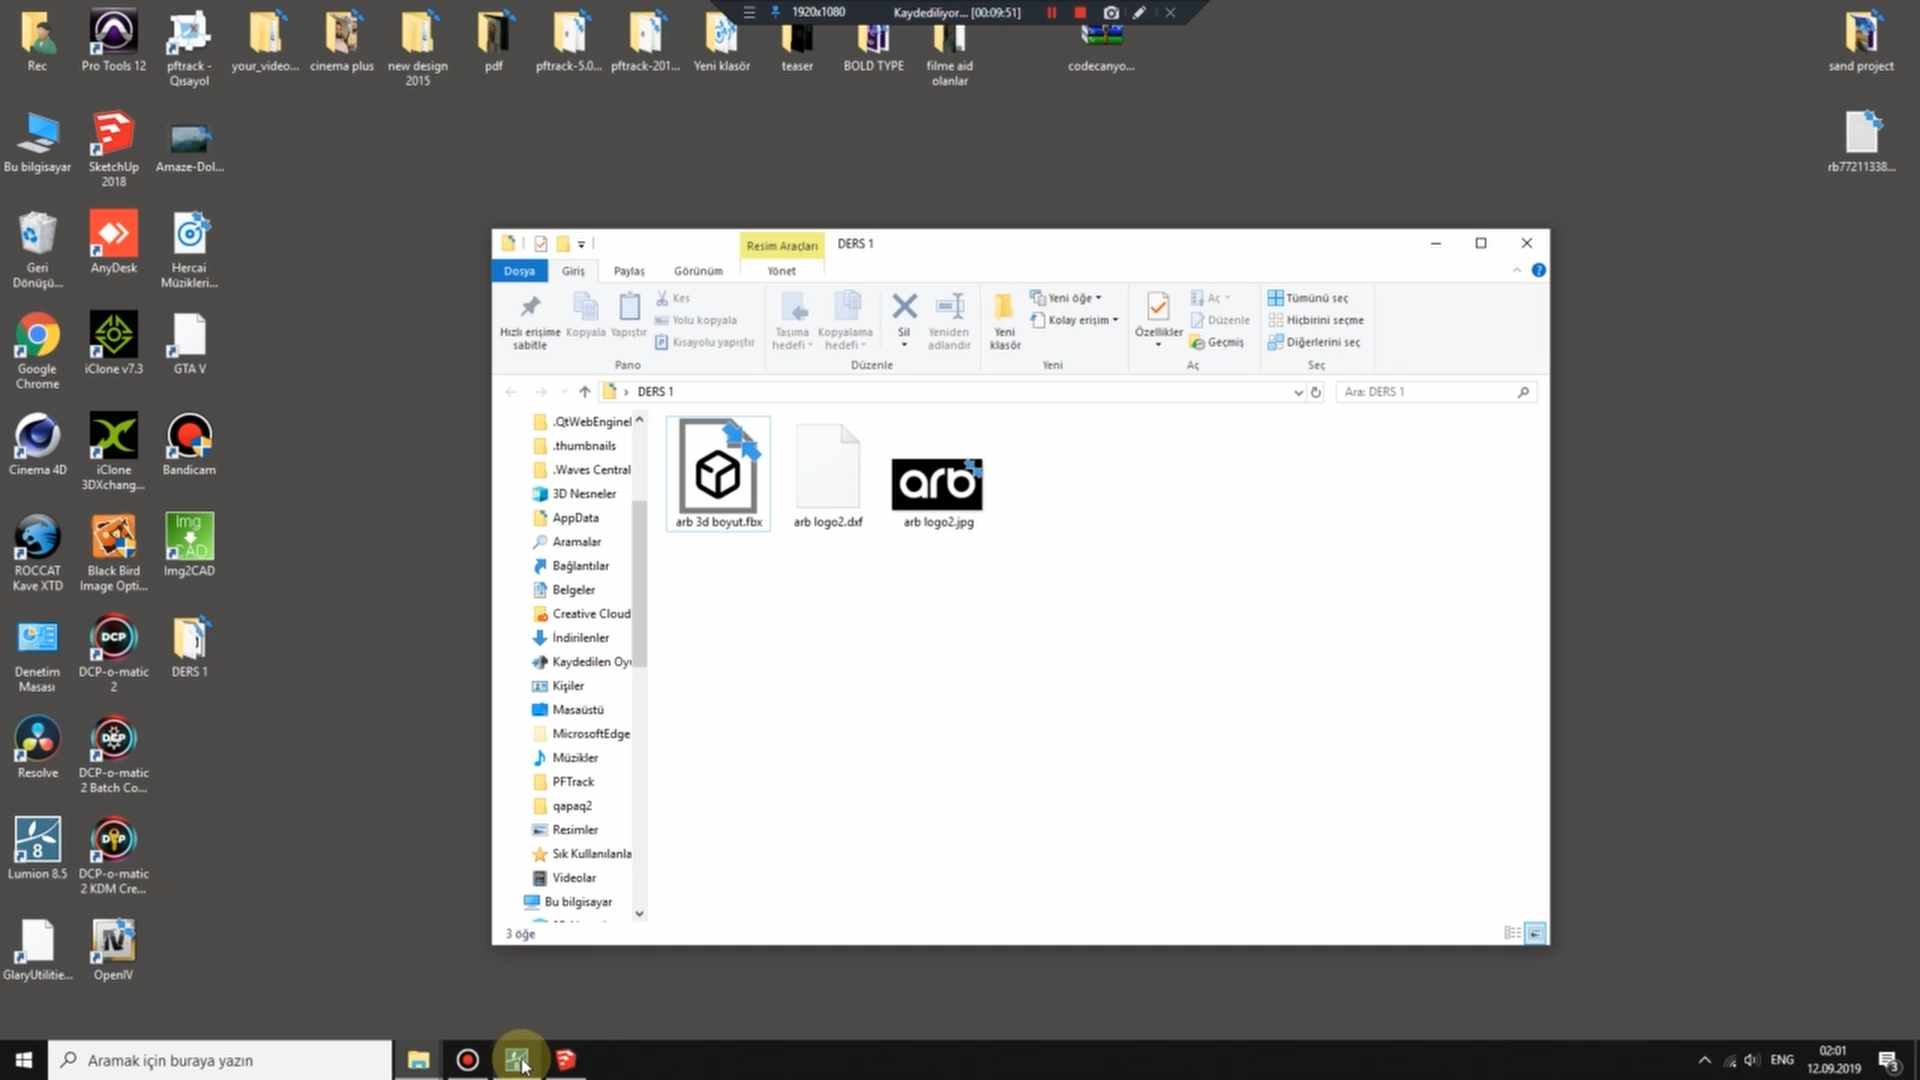 1920x1080
Kaydediliyor... [00:09:51]
Rec
Pro Tools 12
pftrack -
Qısayol
your_video...
cinema plus
new design
2015
pdf
pftrack-5.0...
pftrack-201...
Yeni klasör
teaser
BOLD TYPE
filme aid
olanlar
codecanyo...
sand project
Bu bilgisayar
SketchUp
2018
Amaze-Dol...
rb77211338...
Geri
Dönüşü...
AnyDesk
Hercai
Müzikleri...
Google
Chrome
iClone v7.3
GTA V
Cinema 4D
iClone
3DXchang...
Bandicam
ROCCAT
Kave XTD
Black Bird
Image Opti...
Img
CAD
Img2CAD
Denetim
Masası
DCP
DCP-o-matic
2
DERS 1
Resolve
DCP
DCP-o-matic
2 Batch Co...
8
Lumion 8.5
DCP-o-matic
2 KDM Cre...
GlaryUtilitie...
OpenIV
Resim Araçları
DERS 1
Dosya
Giriş
Paylaş
Görünüm
Yönet
Hızlı erişime
sabitle
Kopyala
Yapıştır
Kes
Yolu kopyala
Kısayolu yapıştır
Pano
Taşıma
hedefi
Kopyalama
hedefi
Sil
Yeniden
adlandır
Düzenle
Yeni
klasör
Yeni öğe
Kolay erişim
Yeni
Özellikler
Aç
Düzenle
Geçmiş
Aç
Tümünü seç
Hiçbirini seçme
Diğerlerini seç
Seç
DERS 1
Ara: DERS 1
.QtWebEnginel
.thumbnails
.Waves Central
3D Nesneler
AppData
Aramalar
Bağlantılar
Belgeler
Creative Cloud
İndirilenler
Kaydedilen Oyu
Kişiler
Masaüstü
MicrosoftEdge
Müzikler
PFTrack
qapaq2
Resimler
Sık Kullanılanla
Videolar
Bu bilgisayar
arb 3d boyut.fbx
arb logo2.dxf
arb
arb logo2.jpg
3 öğe
Aramak için buraya yazın
ENG
02:01
12.09.2019
3